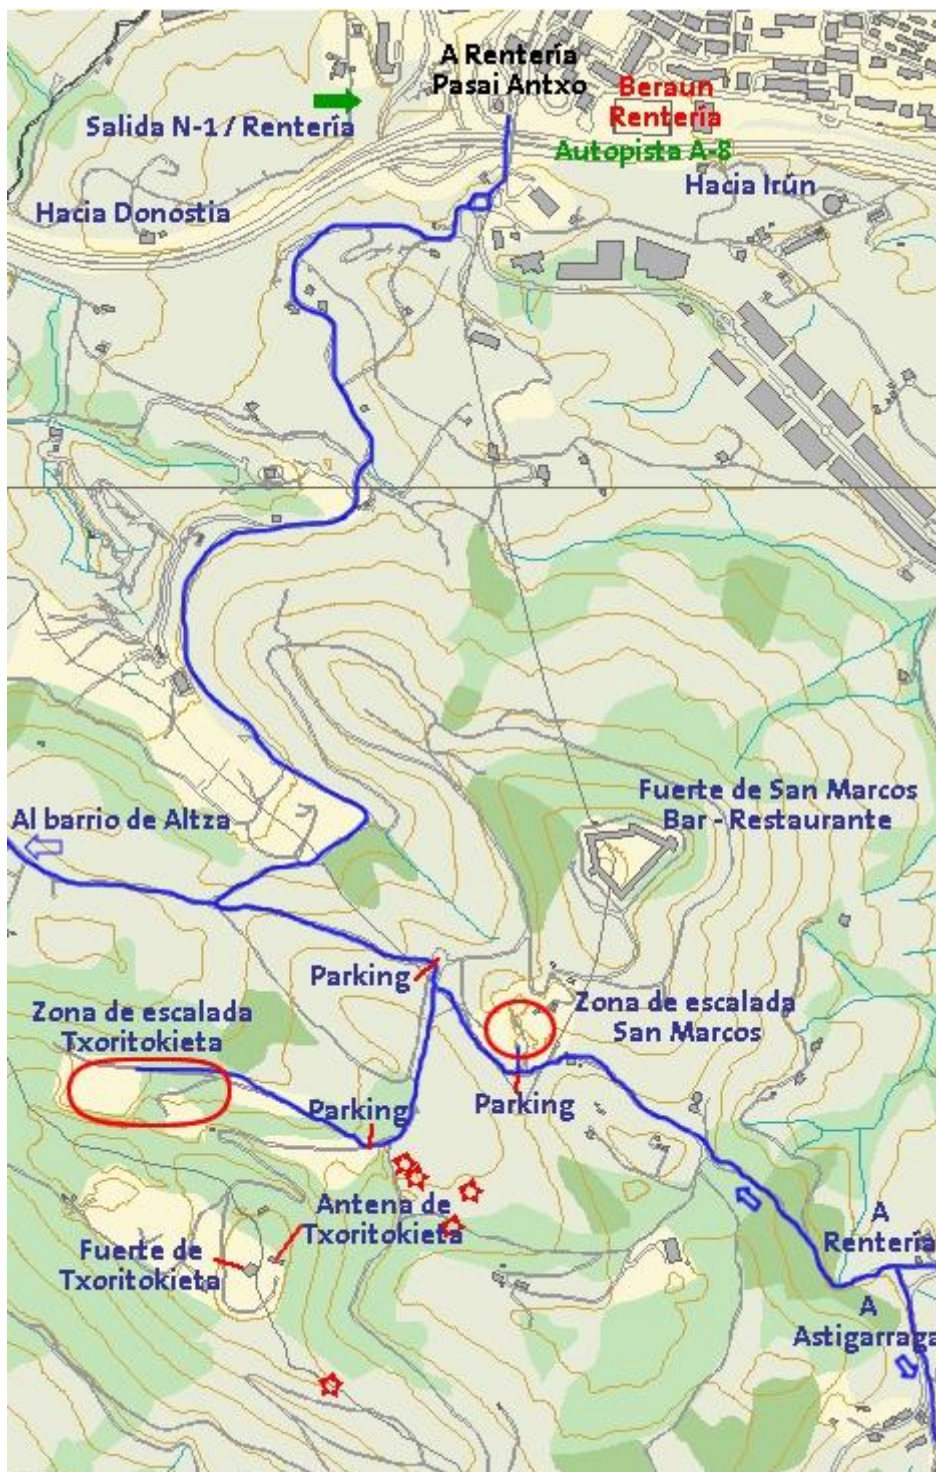 A Rentería
Pasai Antxo
Beraun
Rentería
Salida N-1 / Rentería
Autopista A-8
Hacia Irún
Hacia Donostia
Fuerte de San Marcos
Bar - Restaurante
Al barrio de Altza
Parking
Zona de escalada
San Marcos
Zona de escalada
Txoritokieta
Parking
Parking
Antena de
Txoritokieta
Fuerte de
Txoritokieta
A
Rentería
A
Astigarraga